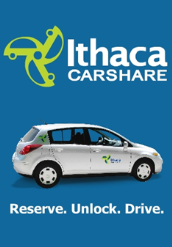 Ithaca
CARSHARE
Reserve. Unlock. Drive.